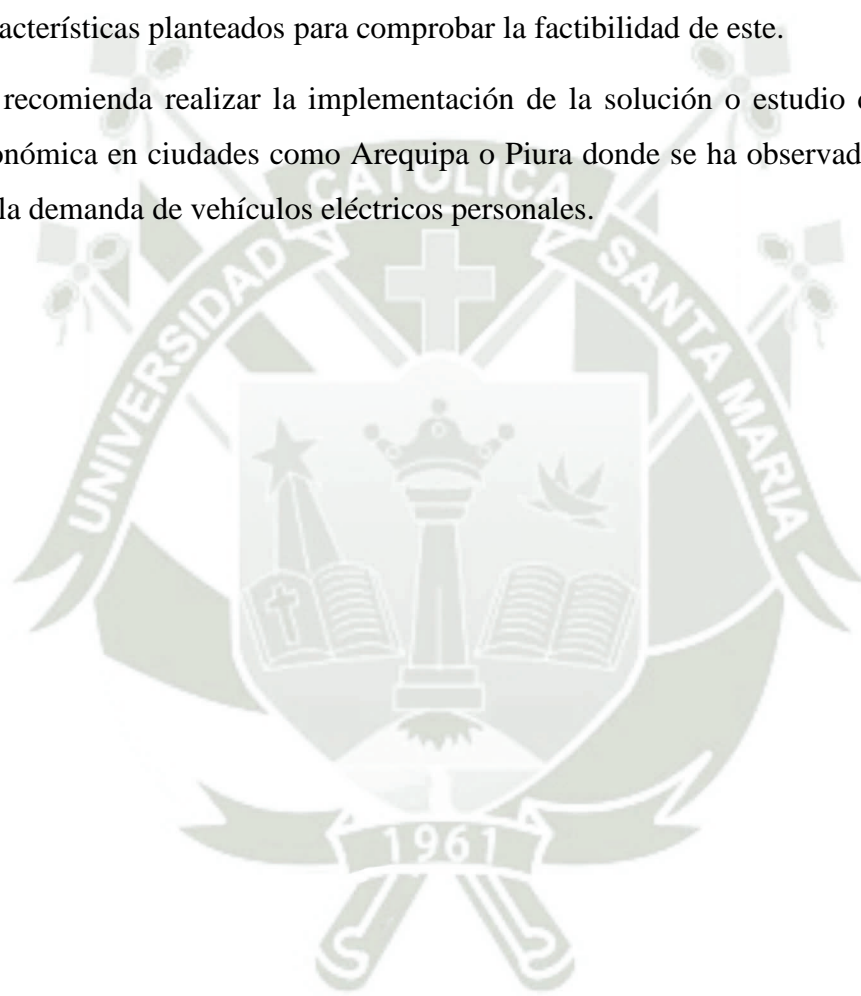 acterísticas planteados para comprobar la factibilidad de este.
recomienda realizar la implementación de la solución o estudio
onómica en ciudades como Arequipa o Piura donde se ha observad
la demanda de vehículos eléctricos personales.
CATOLICA
UNIVERSIDAD
SANTA MARIA
1961